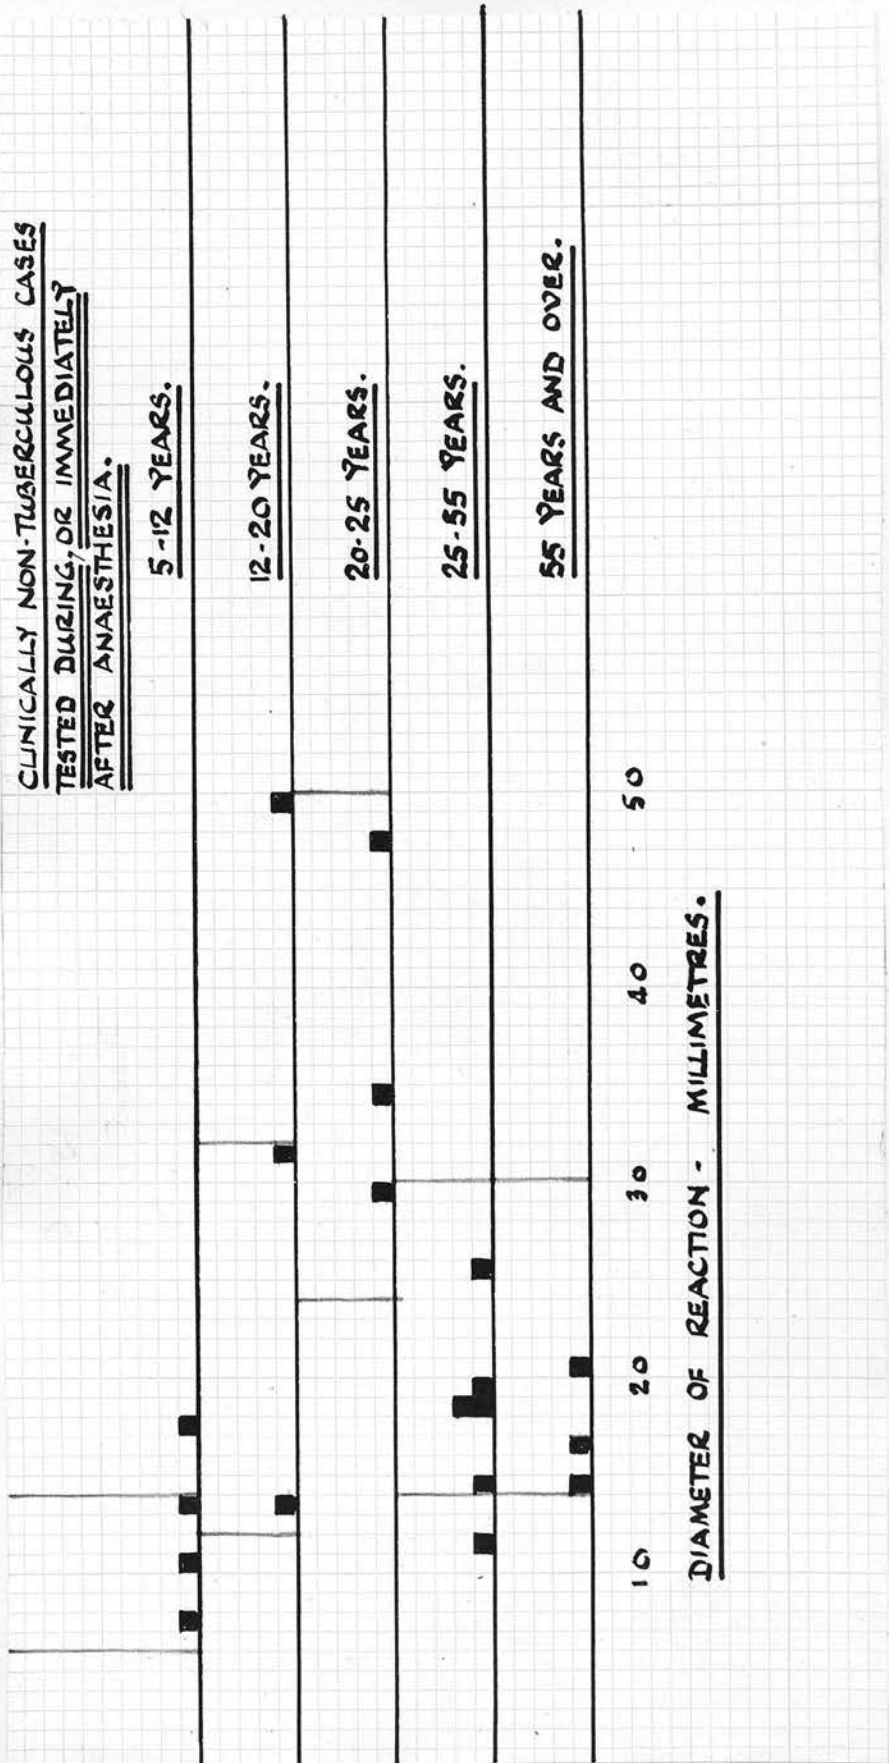 CLINICALLY NON-TUBERCULOUS CASES
TESTED DURING, OR IMMEDIATELY
AFTER ANAESTHESIA.
5-12 YEARS.
12-20 YEARS.
20-25 YEARS.
25-55 YEARS.
55 YEARS AND OVER.
10 20 30 40 50
DIAMETER OF REACTION - MILLIMETRES.